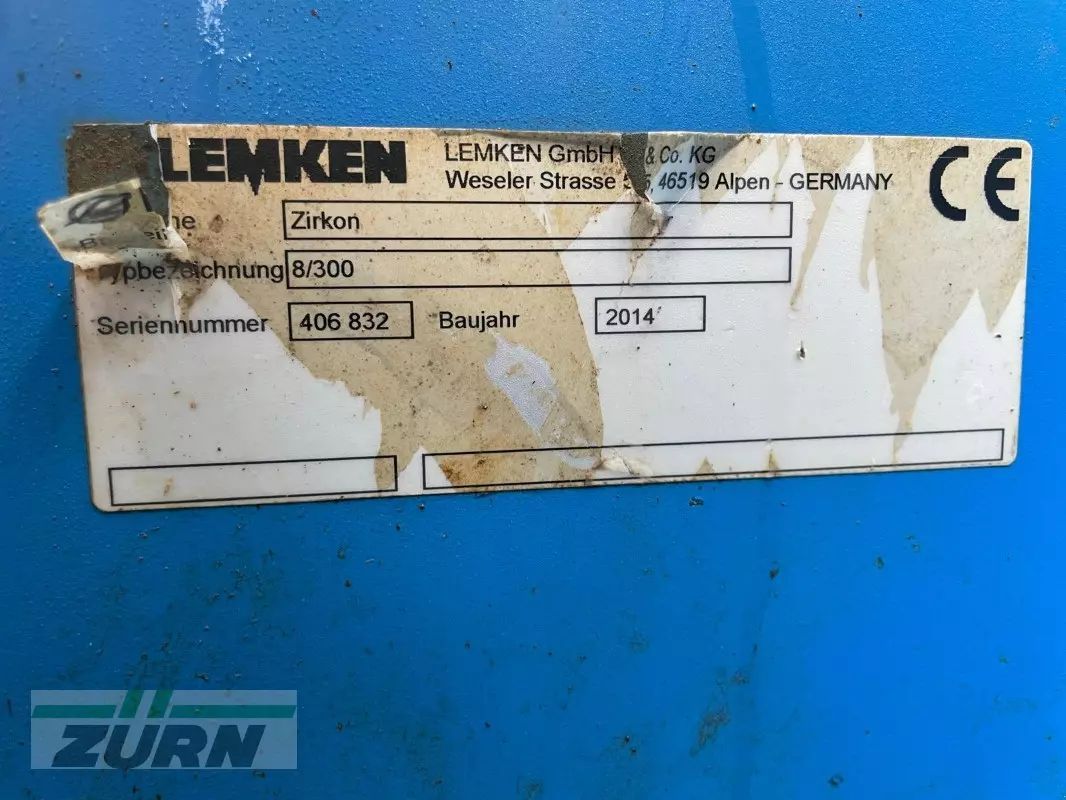 LEMKEN
LEMKEN GmbH & Co. KG
Weseler Strasse 46519 Alpen - GERMANY
CE
Zirkon
Typbezeichnung 8/300
Seriennummer 406 832 Baujahr 2014
ZÜRN